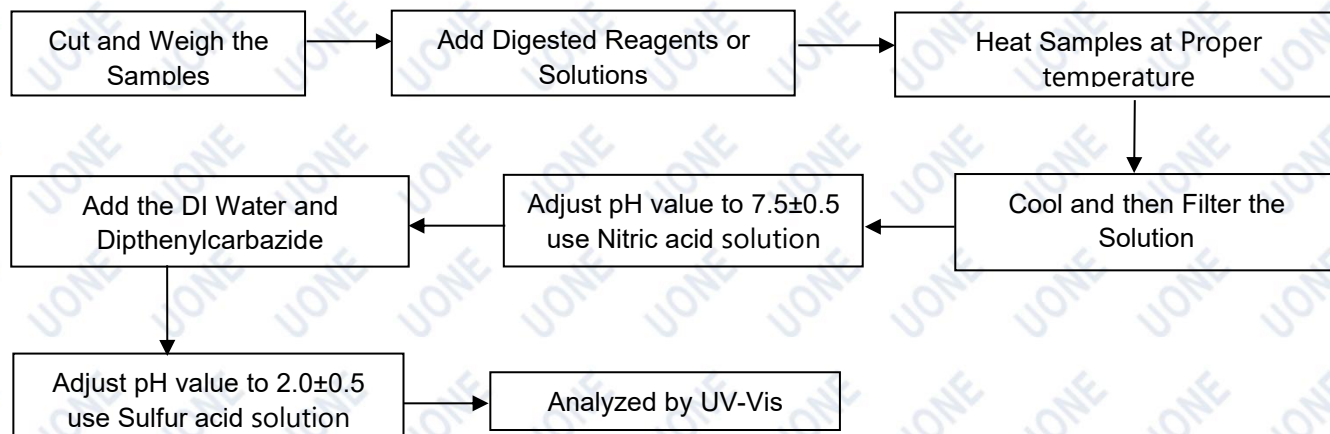 Cut and Weigh the
Samples
Add Digested Reagents or
Solutions
Heat Samples at Proper
temperature
Cool and then Filter the
Solution
Adjust pH value to 7.5±0.5
use Nitric acid solution
Add the DI Water and
Dipthenylcarbazide
Adjust pH value to 2.0±0.5
use Sulfur acid solution
Analyzed by UV-Vis
UONE